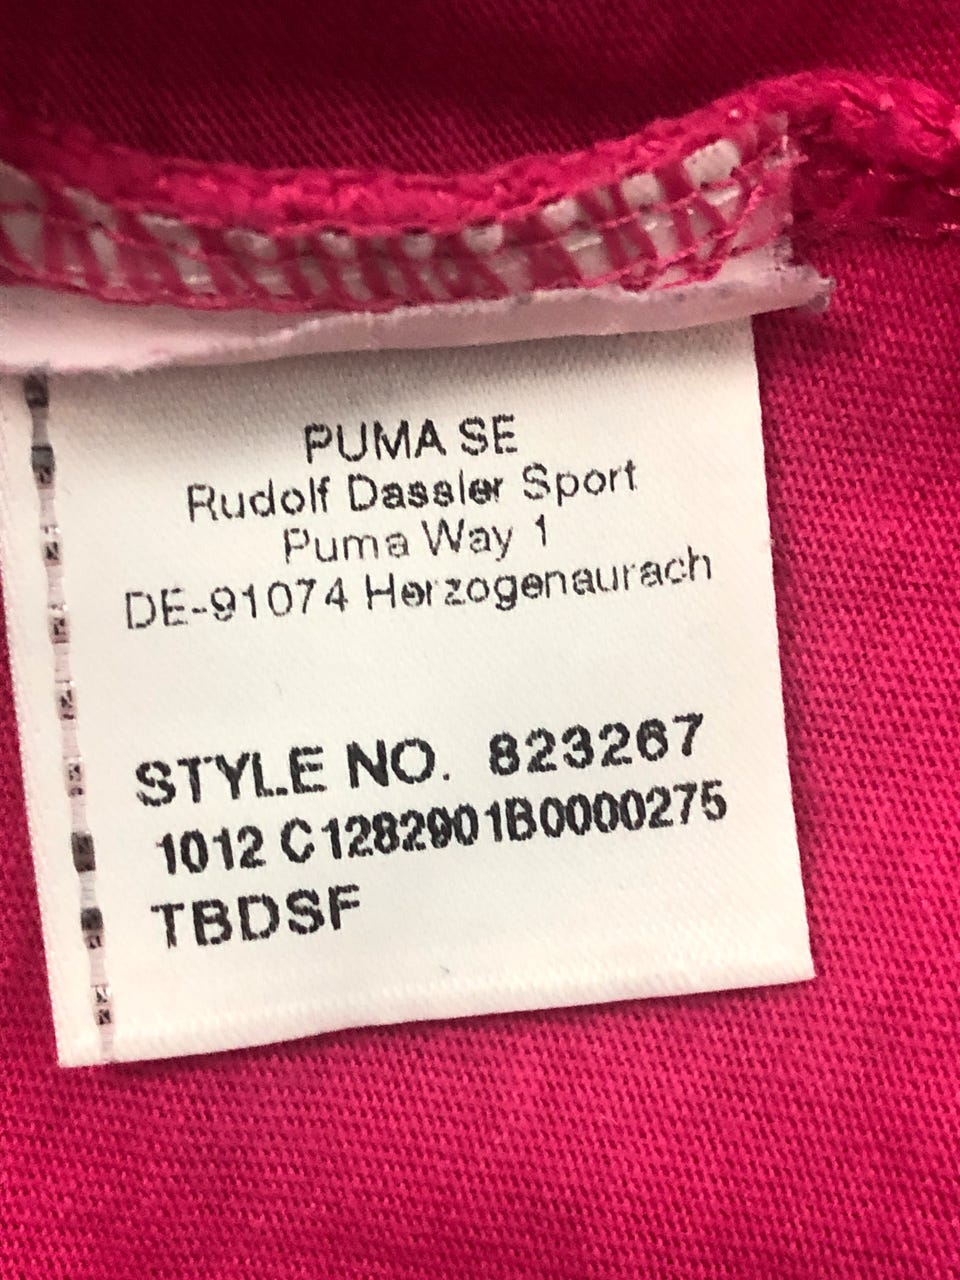 PUMA SE
Rudolf Dassler Sport
Puma Way 1
DE-91074 Herzogenaurach
STYLE NO. 823267
1012 C1282901B0000275
TBDSF